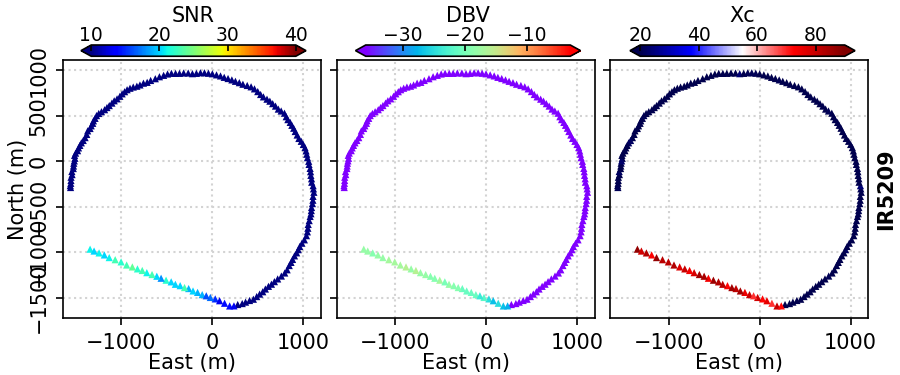 SNR DBV Xc
10 20 30 40 −30 −20 −10 20 40 60 80
North (m)
1000
500
0
−500
−1000
−1500
−1000 0 1000 −1000 0 1000 −1000 0 1000
East (m) East (m) East (m)
IR5209